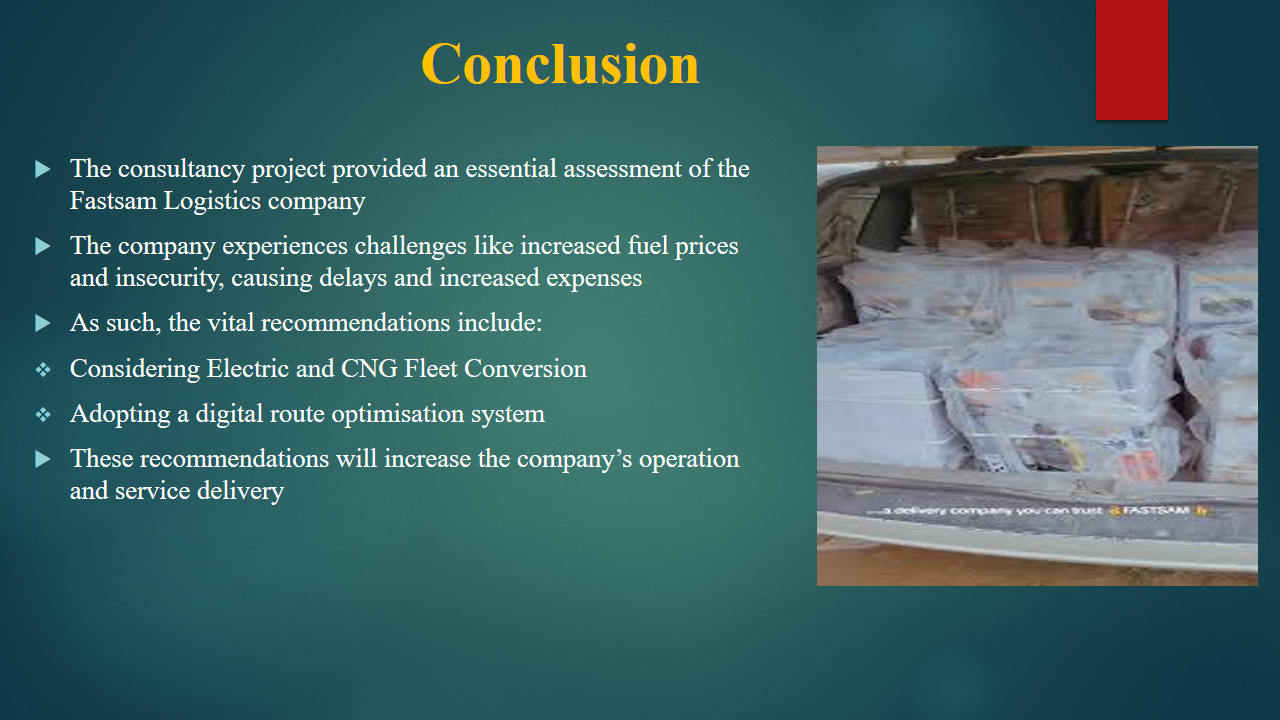 Conclusion
The consultancy project provided an essential assessment of the
Fastsam Logistics company
The company experiences challenges like increased fuel prices
and insecurity, causing delays and increased expenses
As such, the vital recommendations include:
Considering Electric and CNG Fleet Conversion
Adopting a digital route optimisation system
These recommendations will increase the company’s operation
and service delivery
....a delivery company you can trust FASTSAM